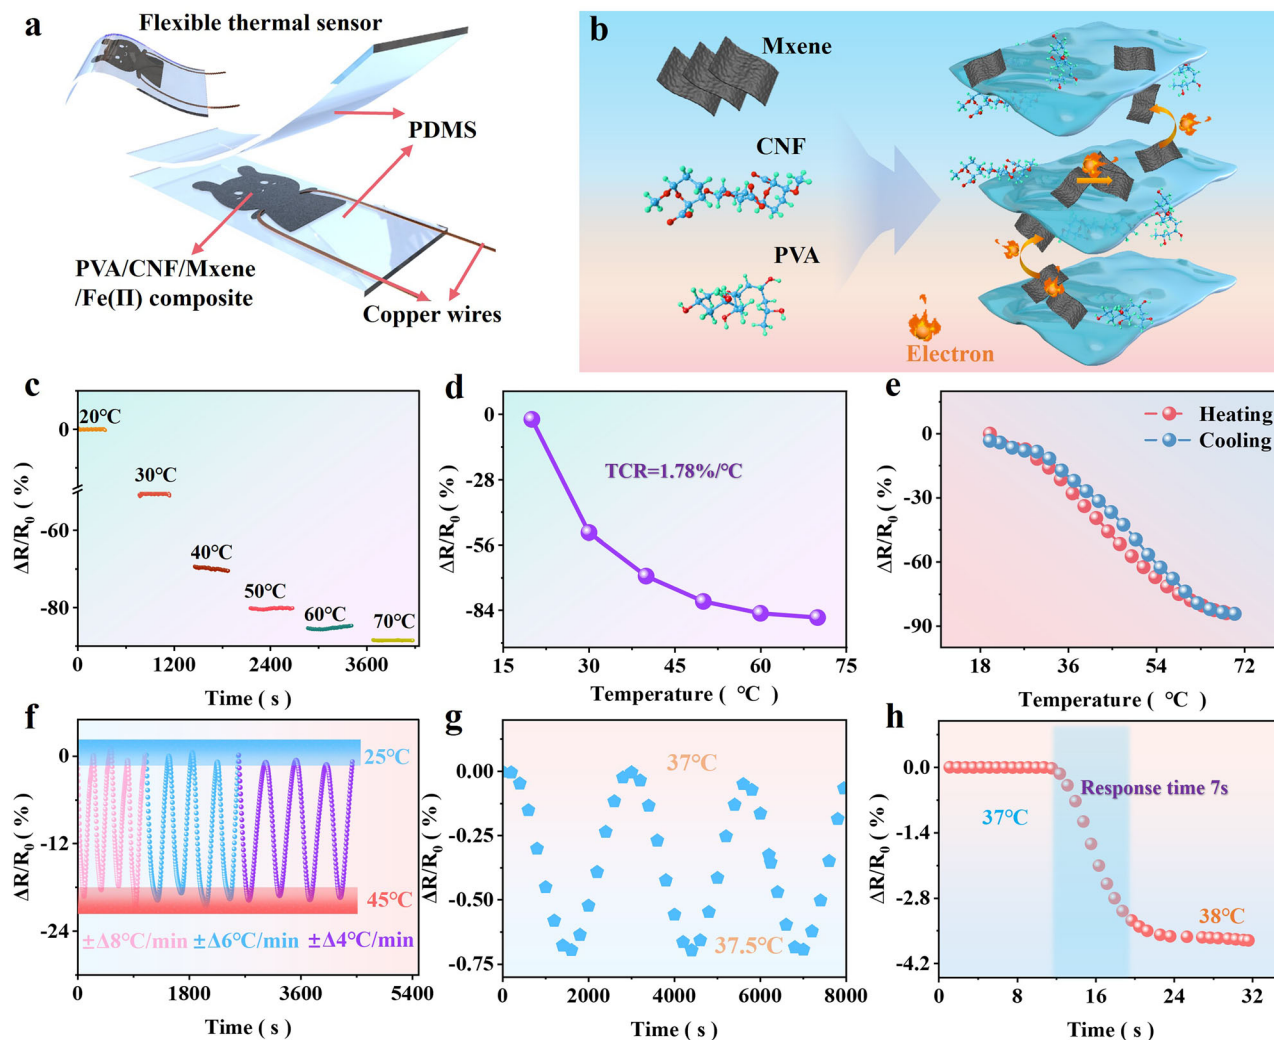 a
Flexible thermal sensor
PDMS
PVA/CNF/Mxene
/Fe(Π) composite
Copper wires
b
Mxene
CNF
PVA
Electron
c
20℃
30℃
40℃
50℃
60℃
70℃
0
-60
-80
ΔR/R0 ( % )
0
1200
2400
3600
Time ( s )
d
TCR=1.78%/℃
0
-28
-56
-84
ΔR/R0 ( % )
15
30
45
60
75
Temperature ( ℃ )
e
Heating
Cooling
0
-30
-60
-90
ΔR/R0 ( % )
18
36
54
72
Temperature ( ℃ )
f
25℃
45℃
±Δ8℃/min
±Δ6℃/min
±Δ4℃/min
0
-12
-24
ΔR/R0 ( % )
0
1800
3600
5400
Time ( s )
g
37℃
37.5℃
0.00
-0.25
-0.50
-0.75
ΔR/R0 ( % )
0
2000
4000
6000
8000
Time ( s )
h
Response time 7s
37℃
38℃
0.0
-1.4
-2.8
-4.2
ΔR/R0 ( % )
0
8
16
24
32
Time ( s )